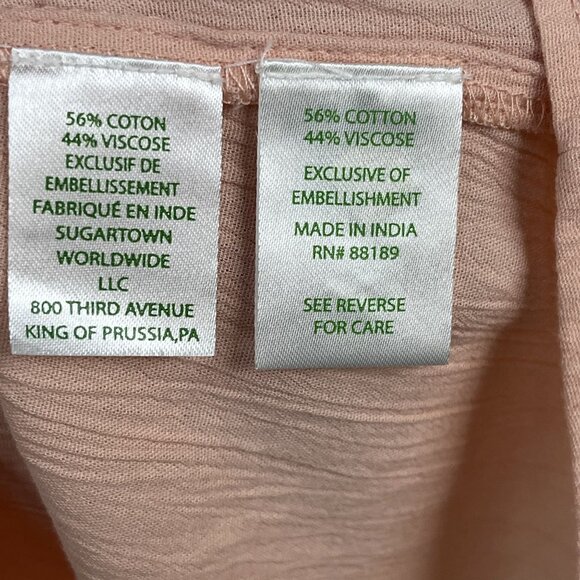 56% COTON
44% VISCOSE
EXCLUSIF DE
EMBELLISSEMENT
FABRIQUÉ EN INDE
SUGARTOWN
WORLDWIDE
LLC
800 THIRD AVENUE
KING OF PRUSSIA,PA
56% COTTON
44% VISCOSE
EXCLUSIVE OF
EMBELLISHMENT
MADE IN INDIA
RN# 88189
SEE REVERSE
FOR CARE